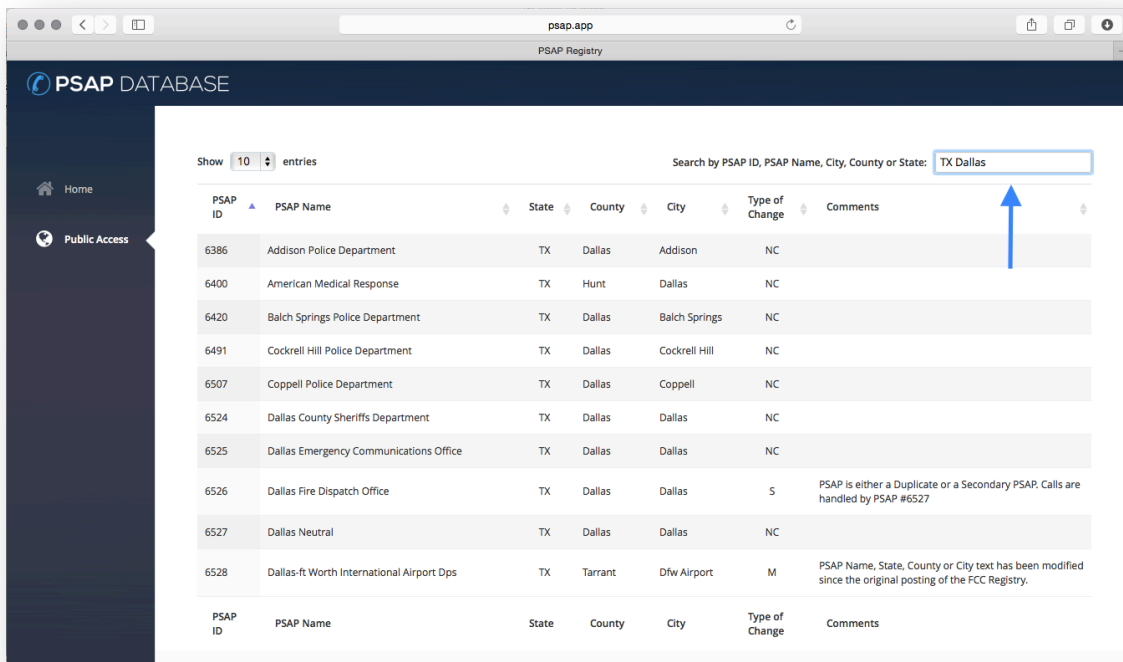 psap.app
PSAP Registry
PSAP DATABASE
Home
Public Access
Show 10 entries
Search by PSAP ID, PSAP Name, City, County or State: TX Dallas
PSAP ID PSAP Name State County City Type of Change Comments
6386 Addison Police Department TX Dallas Addison NC
6400 American Medical Response TX Hunt Dallas NC
6420 Balch Springs Police Department TX Dallas Balch Springs NC
6491 Cockrell Hill Police Department TX Dallas Cockrell Hill NC
6507 Coppell Police Department TX Dallas Coppell NC
6524 Dallas County Sheriffs Department TX Dallas Dallas NC
6525 Dallas Emergency Communications Office TX Dallas Dallas NC
6526 Dallas Fire Dispatch Office TX Dallas Dallas S PSAP is either a Duplicate or a Secondary PSAP. Calls are
handled by PSAP #6527
6527 Dallas Neutral TX Dallas Dallas NC
6528 Dallas-ft Worth International Airport Dps TX Tarrant Dfw Airport M PSAP Name, State, County or City text has been modified
since the original posting of the FCC Registry.
PSAP ID PSAP Name State County City Type of Change Comments